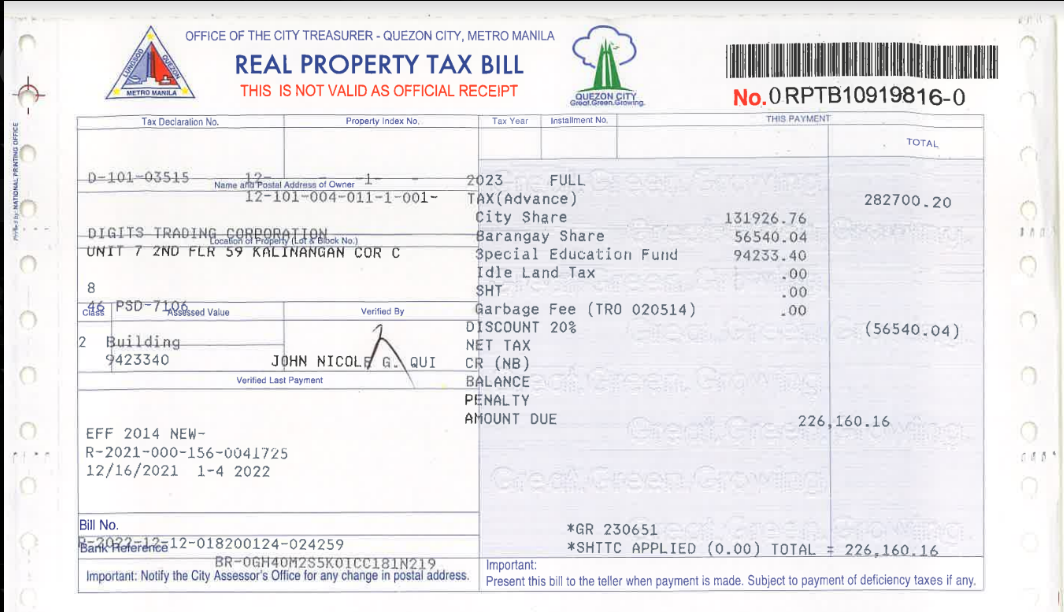 OFFICE OF THE CITY TREASURER - QUEZON CITY, METRO MANILA
REAL PROPERTY TAX BILL
THIS IS NOT VALID AS OFFICIAL RECEIPT
LUNGSOD QUEZON
METRO MANILA
QUEZON CITY
Great.Green.Growing.
No.0RPTB10919816-0
Printed by: NATIONAL PRINTING OFFICE
Tax Declaration No. Property Index No. Tax Year Installment No. THIS PAYMENT
TOTAL
D-101-03515 12- -1- - 2023 FULL
Name and Postal Address of Owner
12-101-004-011-1-001- TAX(Advance) 282700.20
City Share 131926.76
DIGITS TRADING CORPORATION Barangay Share 56540.04
Location of Property (Lot & Block No.)
UNIT 7 2ND FLR 59 KALINANGAN COR C Special Education Fund 94233.40
Idle Land Tax .00
8 SHT .00
46 PSD-7106 Garbage Fee (TRO 020514) .00
Class Assessed Value Verified By
DISCOUNT 20% (56540.04)
2 Building NET TAX
9423340 JOHN NICOLE G. QUI CR (NB)
Verified Last Payment BALANCE
PENALTY
AMOUNT DUE 226,160.16
EFF 2014 NEW-
R-2021-000-156-0041725
12/16/2021 1-4 2022
Great.Green.Growing.
Bill No.
*GR 230651
B-2022-12-12-018200124-024259 *SHTTC APPLIED (0.00) TOTAL = 226,160.16
Bank Reference
BR-0GH40M2S5K0ICC181N219
Important: Notify the City Assessor's Office for any change in postal address.
Important:
Present this bill to the teller when payment is made. Subject to payment of deficiency taxes if any.